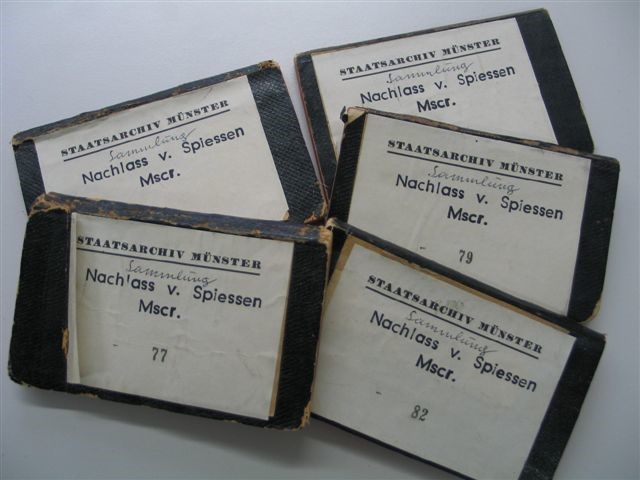 STAATSARCHIV MÜNSTER
Sammlung
Nachlass v. Spiessen
Mscr.
STAATSARCHIV MÜNSTER
Sammlung
Nachlass v. Spiessen
Mscr.
STAATSARCHIV MÜNSTER
Sammlung
Nachlass v. Spiessen
Mscr.
- 79
STAATSARCHIV MÜNSTER
Sammlung
Nachlass v. Spiessen
Mscr.
- 77
STAATSARCHIV MÜNSTER
Sammlung
Nachlass v. Spiessen
Mscr.
- 82